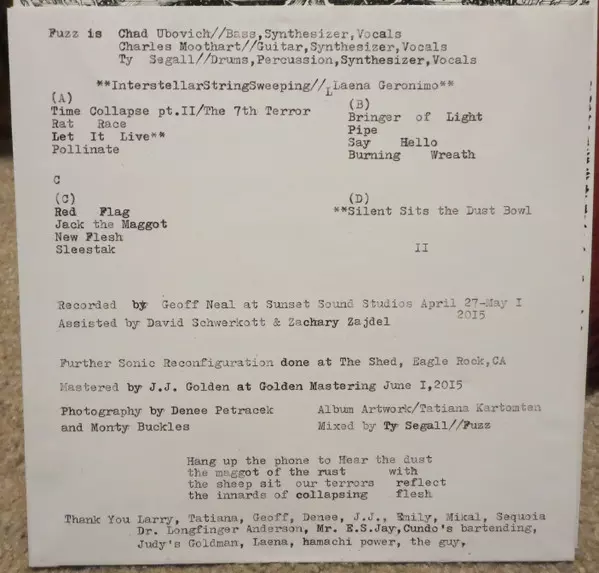 Fuzz is Chad Ubovich//Bass,Synthesizer,Vocals
Charles Moothart//Guitar,Synthesizer,Vocals
Ty Segall//Drums,Percussion,Synthesizer,Vocals
**InterstellarStringSweeping//Laena Geronimo**
(A)
Time Collapse pt.II/The 7th Terror
Rat Race
Let It Live**
Pollinate
(B)
Bringer of Light
Pipe
Say Hello
Burning Wreath
C
(C)
Red Flag
Jack the Maggot
New Flesh
Sleestak
(D)
**Silent Sits the Dust Bowl
II
Recorded by Geoff Neal at Sunset Sound Studios April 27-May I
2015
Assisted by David Schwerkott & Zachary Zajdel
Further Sonic Reconfiguration done at The Shed, Eagle Rock,CA
Mastered by J.J. Golden at Golden Mastering June 1,2015
Photography by Denee Petracek
and Monty Buckles
Album Artwork/Tatiana Kartomten
Mixed by Ty Segall//Fuzz
Hang up the phone to Hear the dust
the maggot of the rust with
the sheep sit our terrors reflect
the innards of collapsing flesh
Thank You Larry, Tatiana, Geoff, Denee, J.J., Emily, Mikal, Sequoia
Dr. Longfinger Anderson, Mr. E.S.Jay,Cundo's bartending,
Judy's Goldman, Laena, hamachi power, the guy,